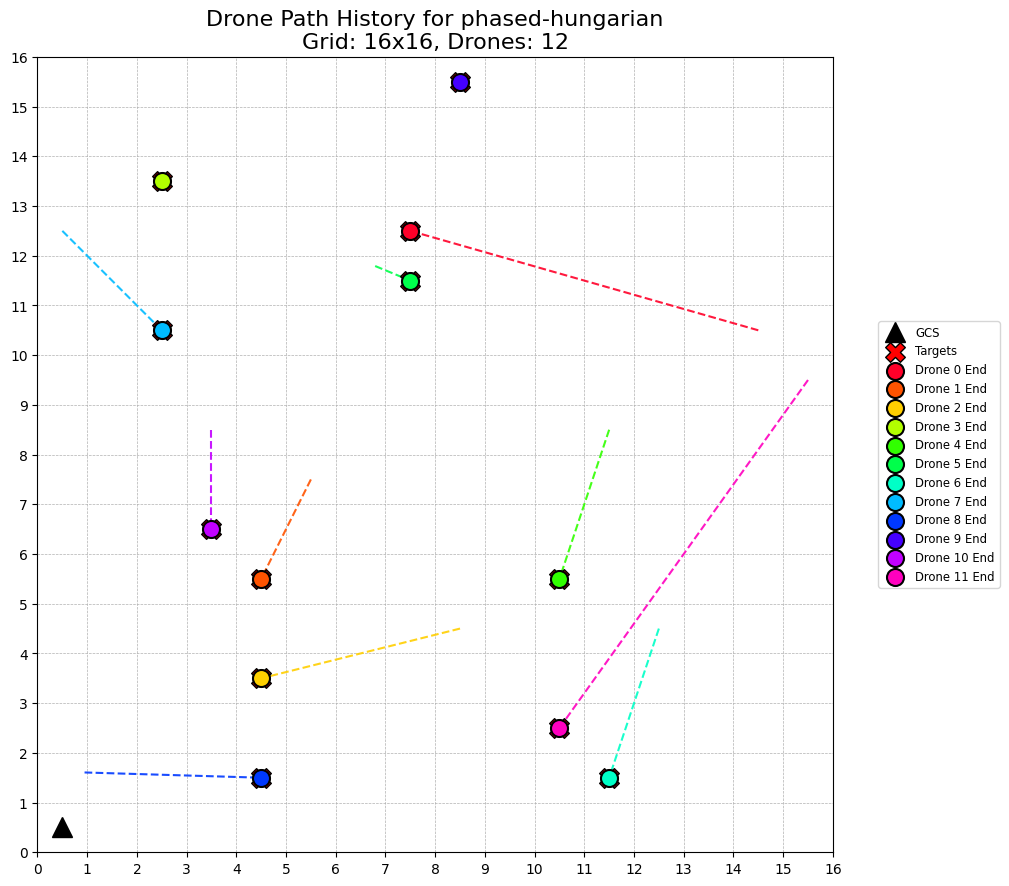 Drone Path History for phased-hungarian
Grid: 16x16, Drones: 12
16
15
14
13
12
11
10
9
8
7
6
5
4
3
2
1
0
0 1 2 3 4 5 6 7 8 9 10 11 12 13 14 15 16
GCS
Targets
Drone 0 End
Drone 1 End
Drone 2 End
Drone 3 End
Drone 4 End
Drone 5 End
Drone 6 End
Drone 7 End
Drone 8 End
Drone 9 End
Drone 10 End
Drone 11 End